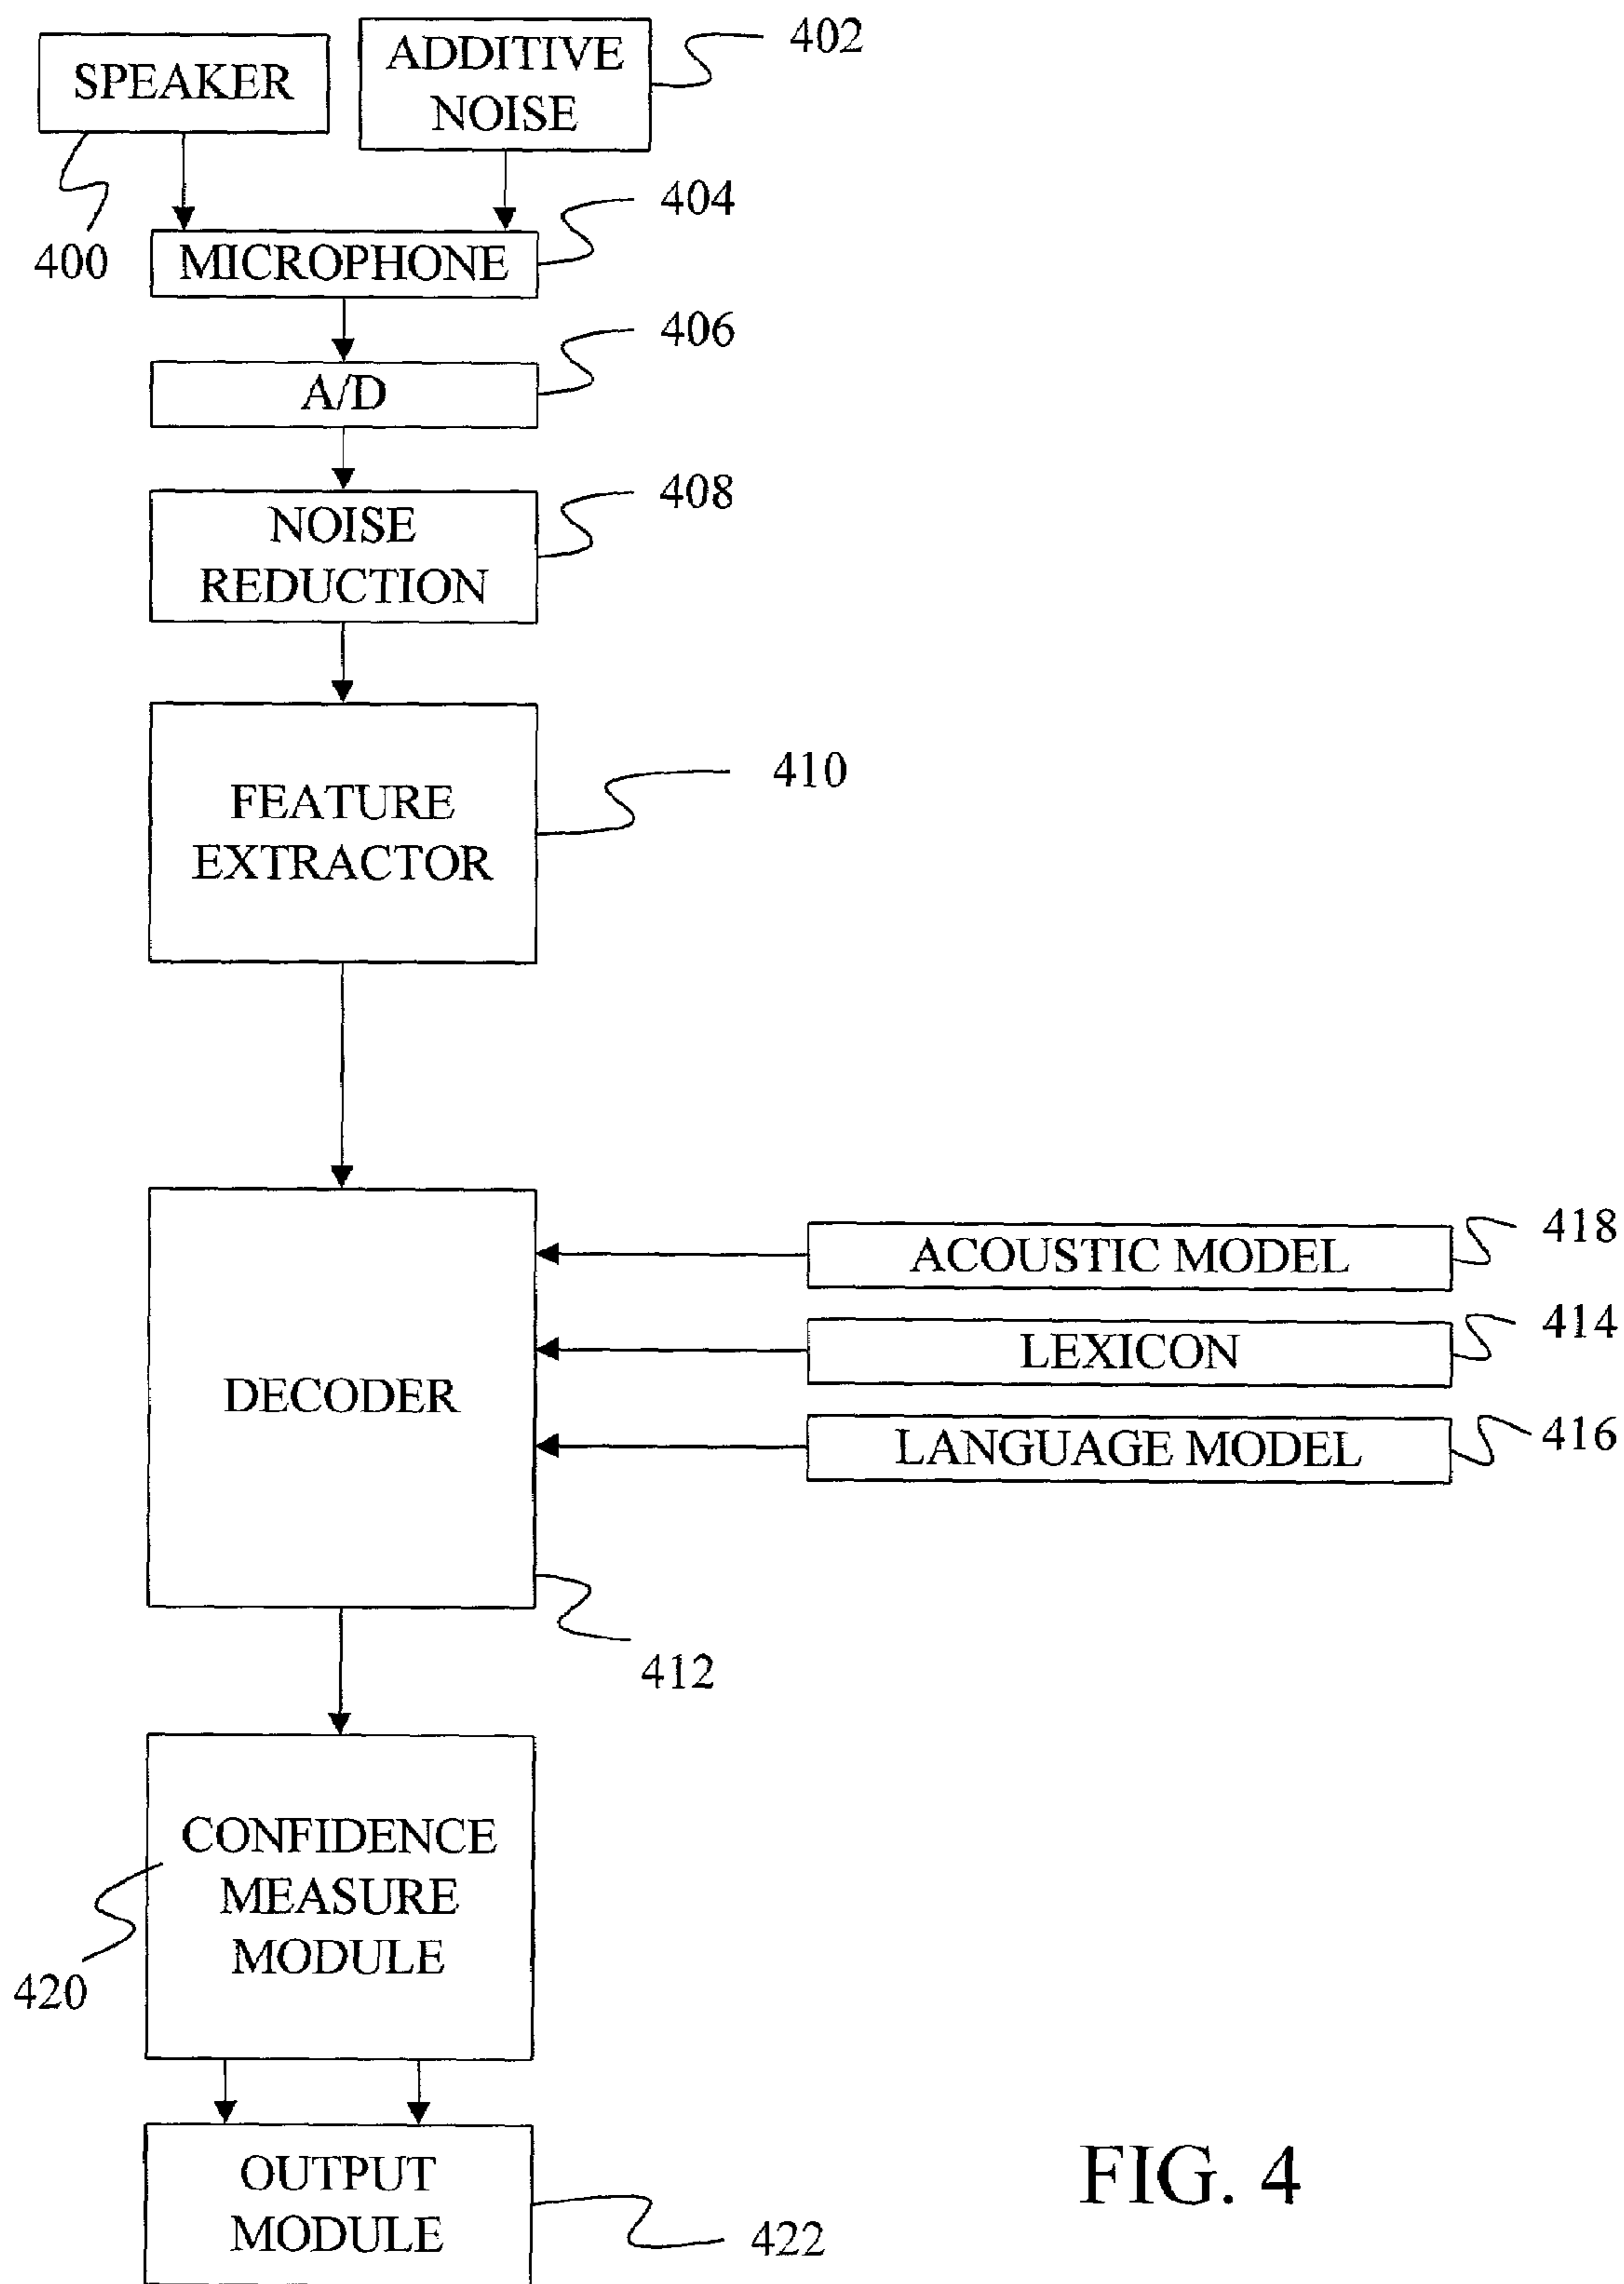 SPEAKER
ADDITIVE
NOISE
402
400
404
MICROPHONE
406
A/D
408
NOISE
REDUCTION
410
FEATURE
EXTRACTOR
DECODER
ACOUSTIC MODEL
418
LEXICON
414
LANGUAGE MODEL
416
412
CONFIDENCE
MEASURE
MODULE
420
OUTPUT
MODULE
422
FIG. 4